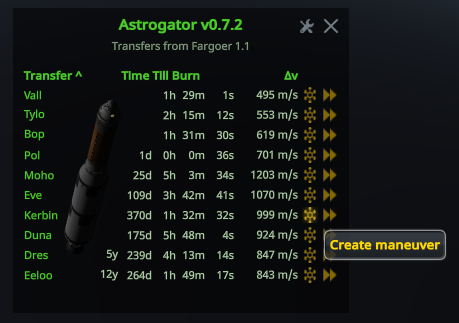 Astrogator v0.7.2
Transfers from Fargoer 1.1
Transfer ^ Time Till Burn Δv
Vall 1h 29m 1s 495 m/s
Tylo 2h 15m 12s 553 m/s
Bop 1h 31m 30s 619 m/s
Pol 1d 0h 0m 36s 701 m/s
Moho 25d 5h 3m 34s 1203 m/s
Eve 109d 3h 42m 41s 1070 m/s
Kerbin 370d 1h 32m 32s 999 m/s
Duna 175d 5h 48m 4s 924 m/s
Create maneuver
Dres 5y 239d 4h 13m 14s 847 m/s
Eeloo 12y 264d 1h 49m 17s 843 m/s